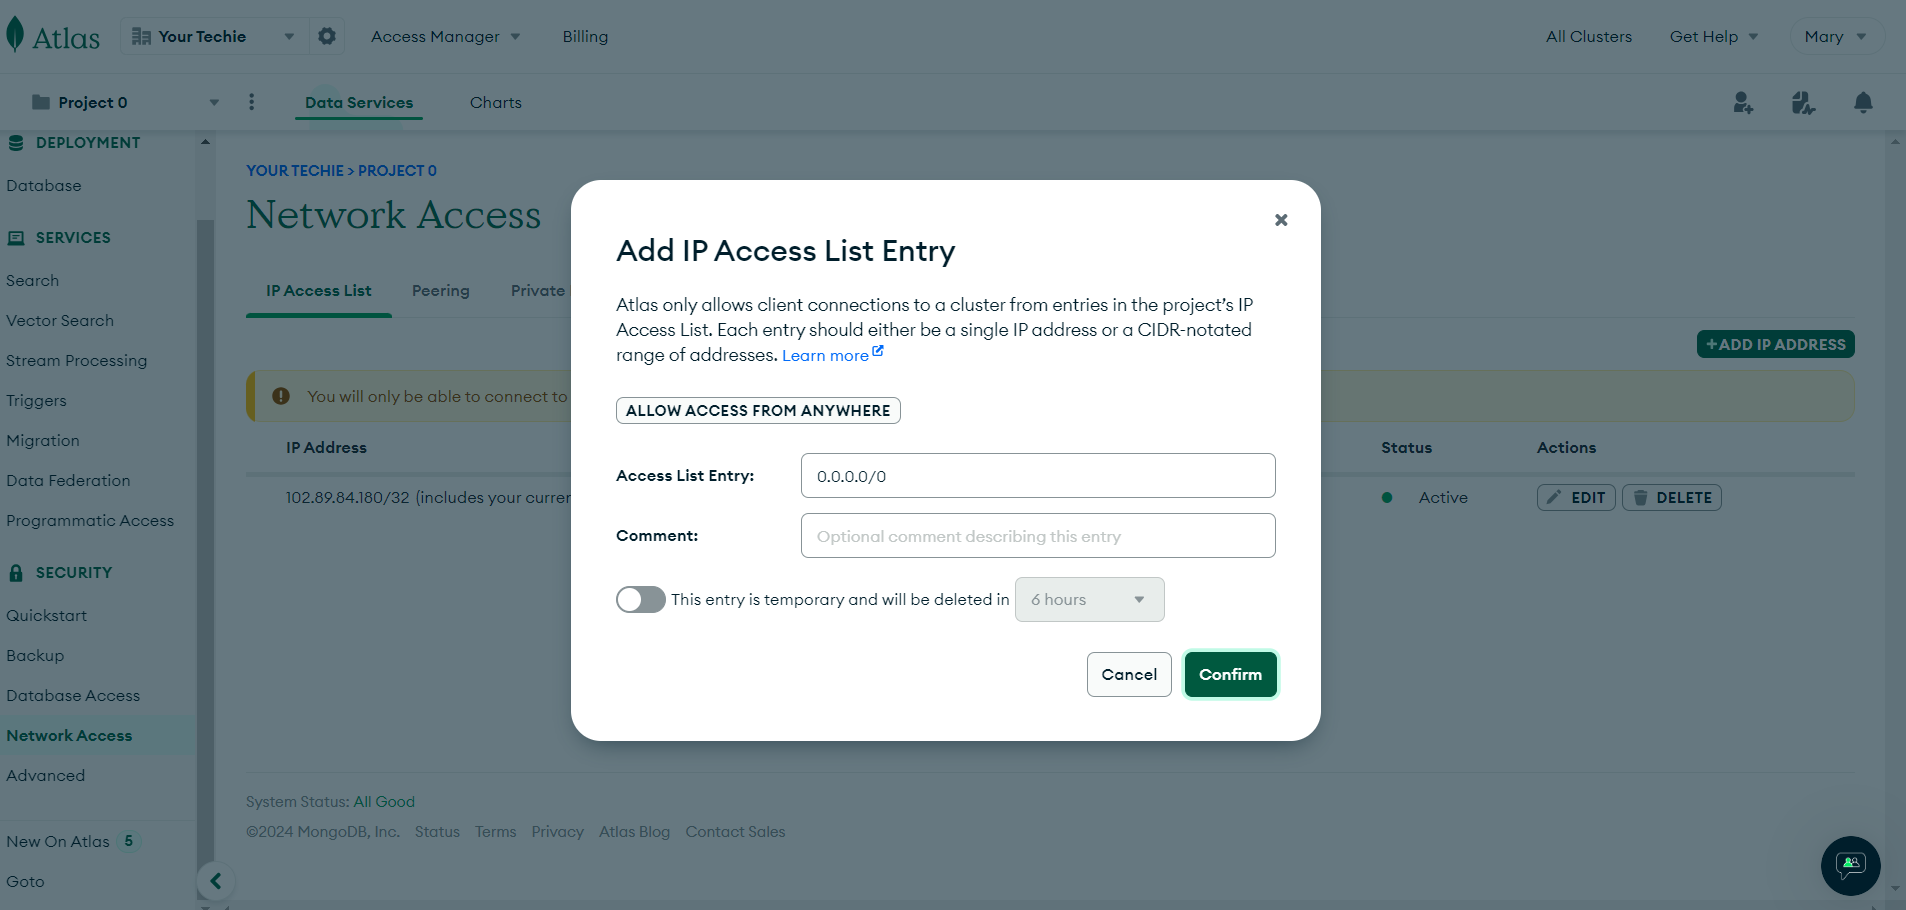 Atlas
Your Techie
Access Manager
Billing
All Clusters
Get Help
Mary
Project 0
Data Services
Charts
DEPLOYMENT
Database
SERVICES
Search
Vector Search
Stream Processing
Triggers
Migration
Data Federation
Programmatic Access
SECURITY
Quickstart
Backup
Database Access
Network Access
Advanced
New On Atlas 5
Goto
YOUR TECHIE > PROJECT 0
Network Access
IP Access List
Peering
Private
+ADD IP ADDRESS
You will only be able to connect to
IP Address
Status
Actions
102.89.84.180/32 (includes your curren
Active
EDIT
DELETE
Add IP Access List Entry
Atlas only allows client connections to a cluster from entries in the project’s IP
Access List. Each entry should either be a single IP address or a CIDR-notated
range of addresses. Learn more
ALLOW ACCESS FROM ANYWHERE
Access List Entry:
0.0.0.0/0
Comment:
Optional comment describing this entry
This entry is temporary and will be deleted in
6 hours
Cancel
Confirm
System Status: All Good
©2024 MongoDB, Inc.
Status
Terms
Privacy
Atlas Blog
Contact Sales